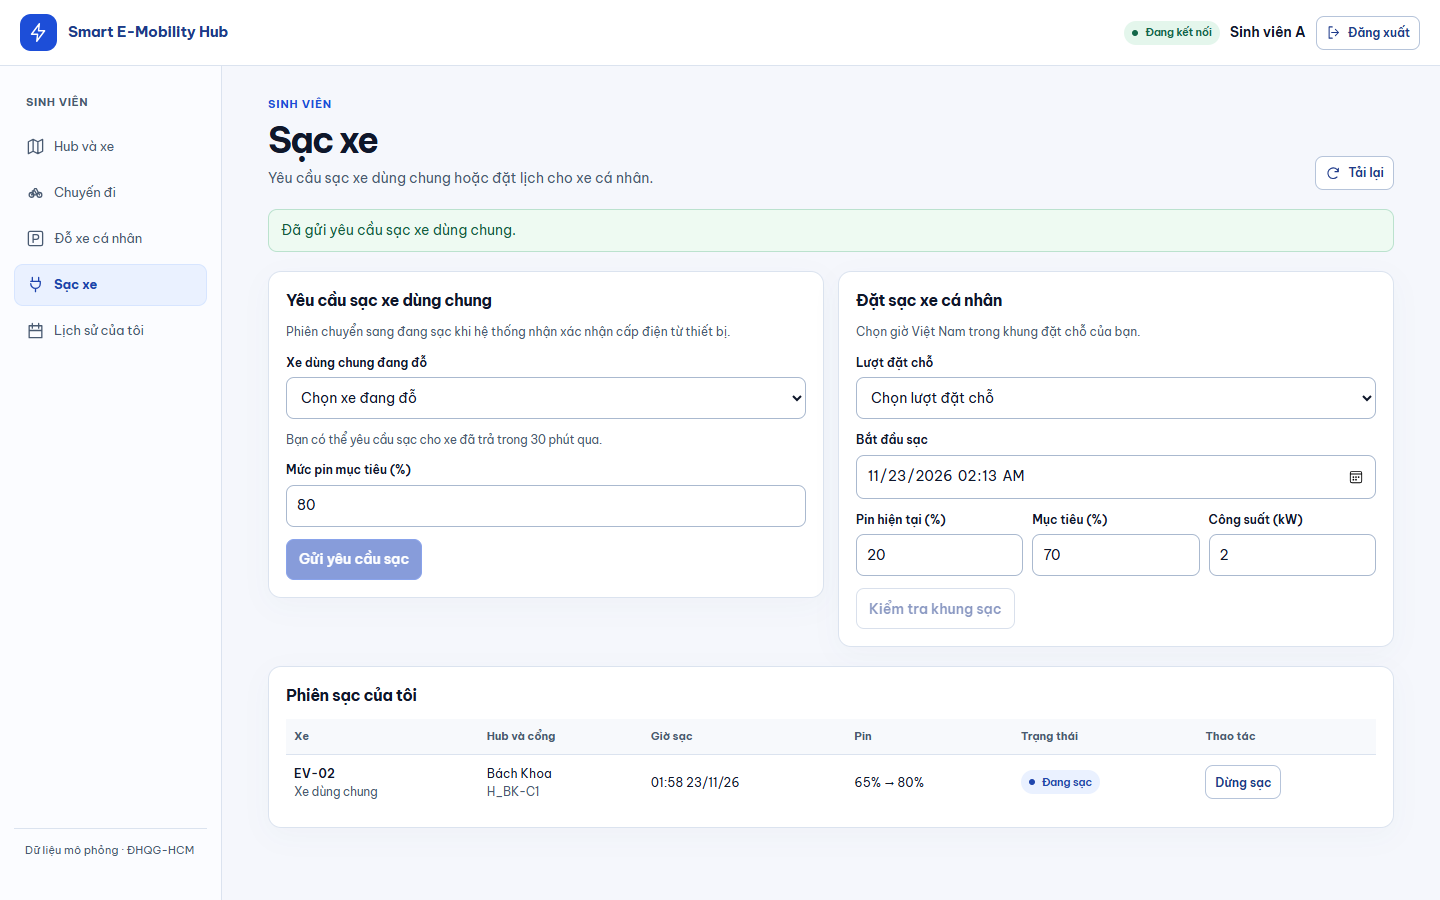 Smart E-Mobility Hub
Đang kết nối
Sinh viên A
Đăng xuất
SINH VIÊN
Hub và xe
Chuyến đi
Đỗ xe cá nhân
Sạc xe
Lịch sử của tôi
Dữ liệu mô phỏng · ĐHQG-HCM
SINH VIÊN
Sạc xe
Yêu cầu sạc xe dùng chung hoặc đặt lịch cho xe cá nhân.
Tải lại
Đã gửi yêu cầu sạc xe dùng chung.
Yêu cầu sạc xe dùng chung
Phiên chuyển sang đang sạc khi hệ thống nhận xác nhận cấp điện từ thiết bị.
Xe dùng chung đang đỗ
Chọn xe đang đỗ
Bạn có thể yêu cầu sạc cho xe đã trả trong 30 phút qua.
Mức pin mục tiêu (%)
80
Gửi yêu cầu sạc
Đặt sạc xe cá nhân
Chọn giờ Việt Nam trong khung đặt chỗ của bạn.
Lượt đặt chỗ
Chọn lượt đặt chỗ
Bắt đầu sạc
11/23/2026 02:13 AM
Pin hiện tại (%) Mục tiêu (%) Công suất (kW)
20 70 2
Kiểm tra khung sạc
Phiên sạc của tôi
Xe Hub và cổng Giờ sạc Pin Trạng thái Thao tác
EV-02 Bách Khoa 01:58 23/11/26 65% → 80% Đang sạc Dừng sạc
Xe dùng chung H_BK-C1